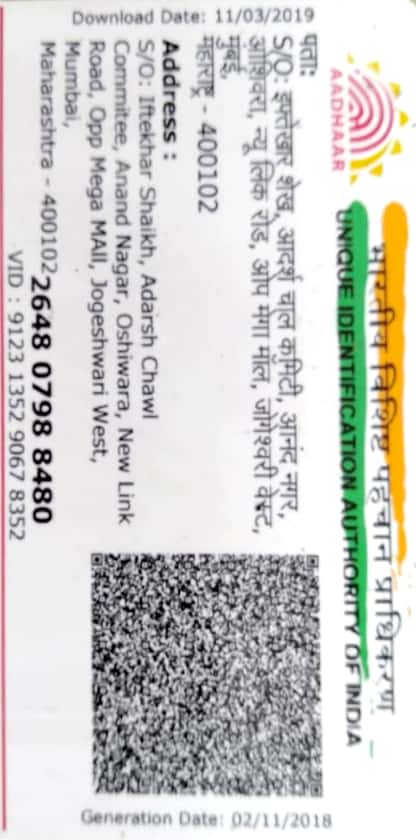 भारतीय विशिष्ट पहचान प्राधिकरण
UNIQUE IDENTIFICATION AUTHORITY OF INDIA
AADHAAR
Download Date: 11/03/2019
पता:
S/O: इफ्तेखार शेख, आदर्श चूल कमिटी, आनंद नगर,
ओशिवरा, न्यू लिंक रोड, ओप मेगा माल, जोगेश्वरी वेस्ट,
मुंबई,
महाराष्ट्र - 400102
Address :
S/O: Iftekhar Shaikh, Adarsh Chawl
Commitee, Anand Nagar, Oshiwara, New Link
Road, Opp Mega MAll, Jogeshwari West,
Mumbai,
Maharashtra - 400102
Generation Date: 02/11/2018
2648 0798 8480
VID : 9123 1352 9067 8352